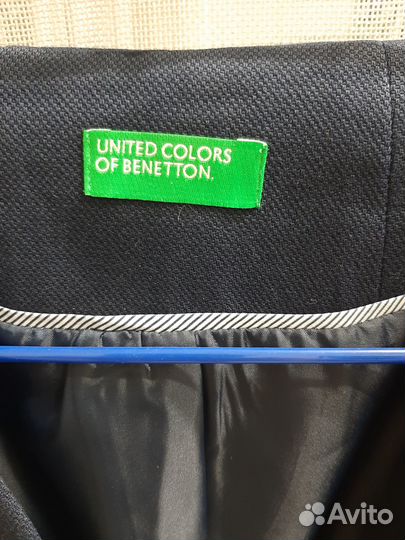 UNITED COLORS
OF BENETTON.
Avito